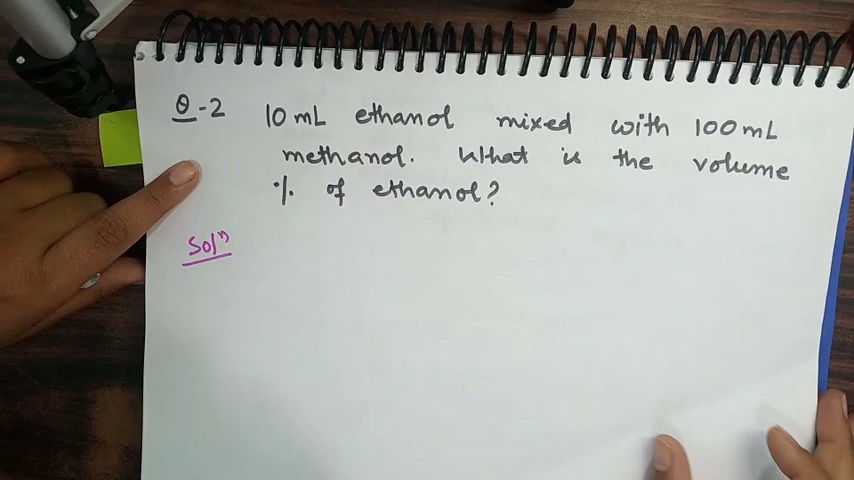 Q-2 10 mL ethanol mixed with 100 mL
methanol. What is the volume
% of ethanol?
Solⁿ